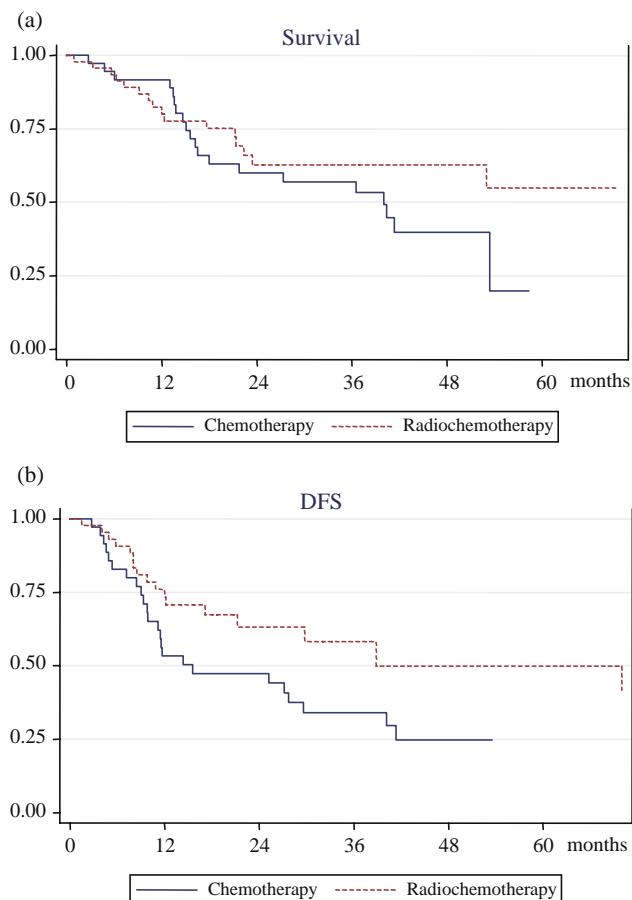 (a)
Survival
1.00
0.75
0.50
0.25
0.00
0 12 24 36 48 60 months
Chemotherapy Radiochemotherapy
(b)
DFS
1.00
0.75
0.50
0.25
0.00
0 12 24 36 48 60 months
Chemotherapy Radiochemotherapy